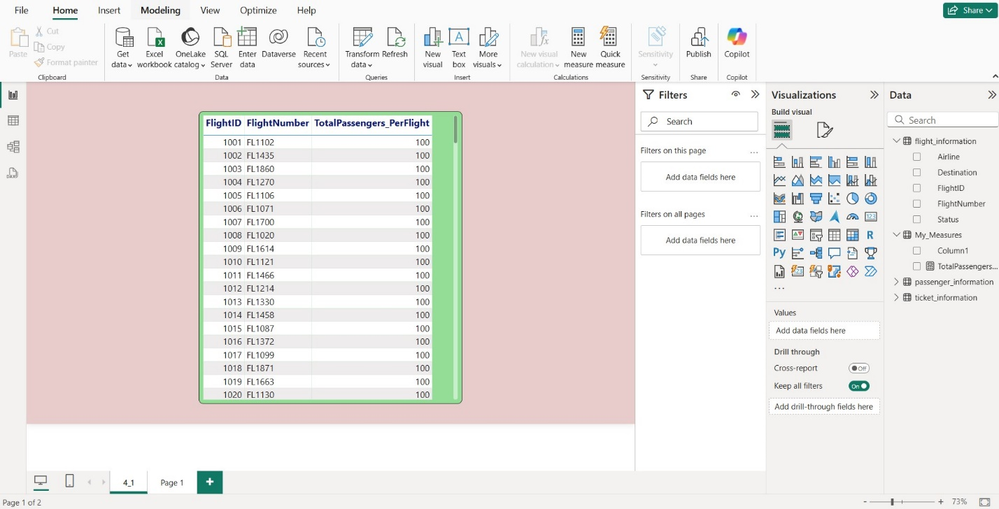 File Home Insert Modeling View Optimize Help Share
Paste
Cut
Copy
Format painter
Clipboard
Get data
Excel workbook
OneLake catalog
SQL Server
Enter data
Dataverse
Recent sources
Data
Transform data
Refresh
Queries
New visual
Text box
More visuals
Insert
New visual calculation
New measure
Quick measure
Calculations
Sensitivity
Sensitivity
Publish
Share
Copilot
Copilot
FlightID FlightNumber TotalPassengers_PerFlight
1001 FL1102 100
1002 FL1435 100
1003 FL1860 100
1004 FL1270 100
1005 FL1106 100
1006 FL1071 100
1007 FL1700 100
1008 FL1020 100
1009 FL1614 100
1010 FL1121 100
1011 FL1466 100
1012 FL1214 100
1013 FL1330 100
1014 FL1458 100
1015 FL1087 100
1016 FL1372 100
1017 FL1099 100
1018 FL1871 100
1019 FL1663 100
1020 FL1130 100
Filters
Search
Filters on this page ...
Add data fields here
Filters on all pages ...
Add data fields here
Visualizations
Build visual
123
R
Py
123
...
Values
Add data fields here
Drill through
Cross-report Off
Keep all filters On
Add drill-through fields here
Data
Search
flight_information
Airline
Destination
FlightID
FlightNumber
Status
My_Measures
Column1
TotalPassengers...
passenger_information
ticket_information
4_1 Page 1 +
Page 1 of 2
- + 73%